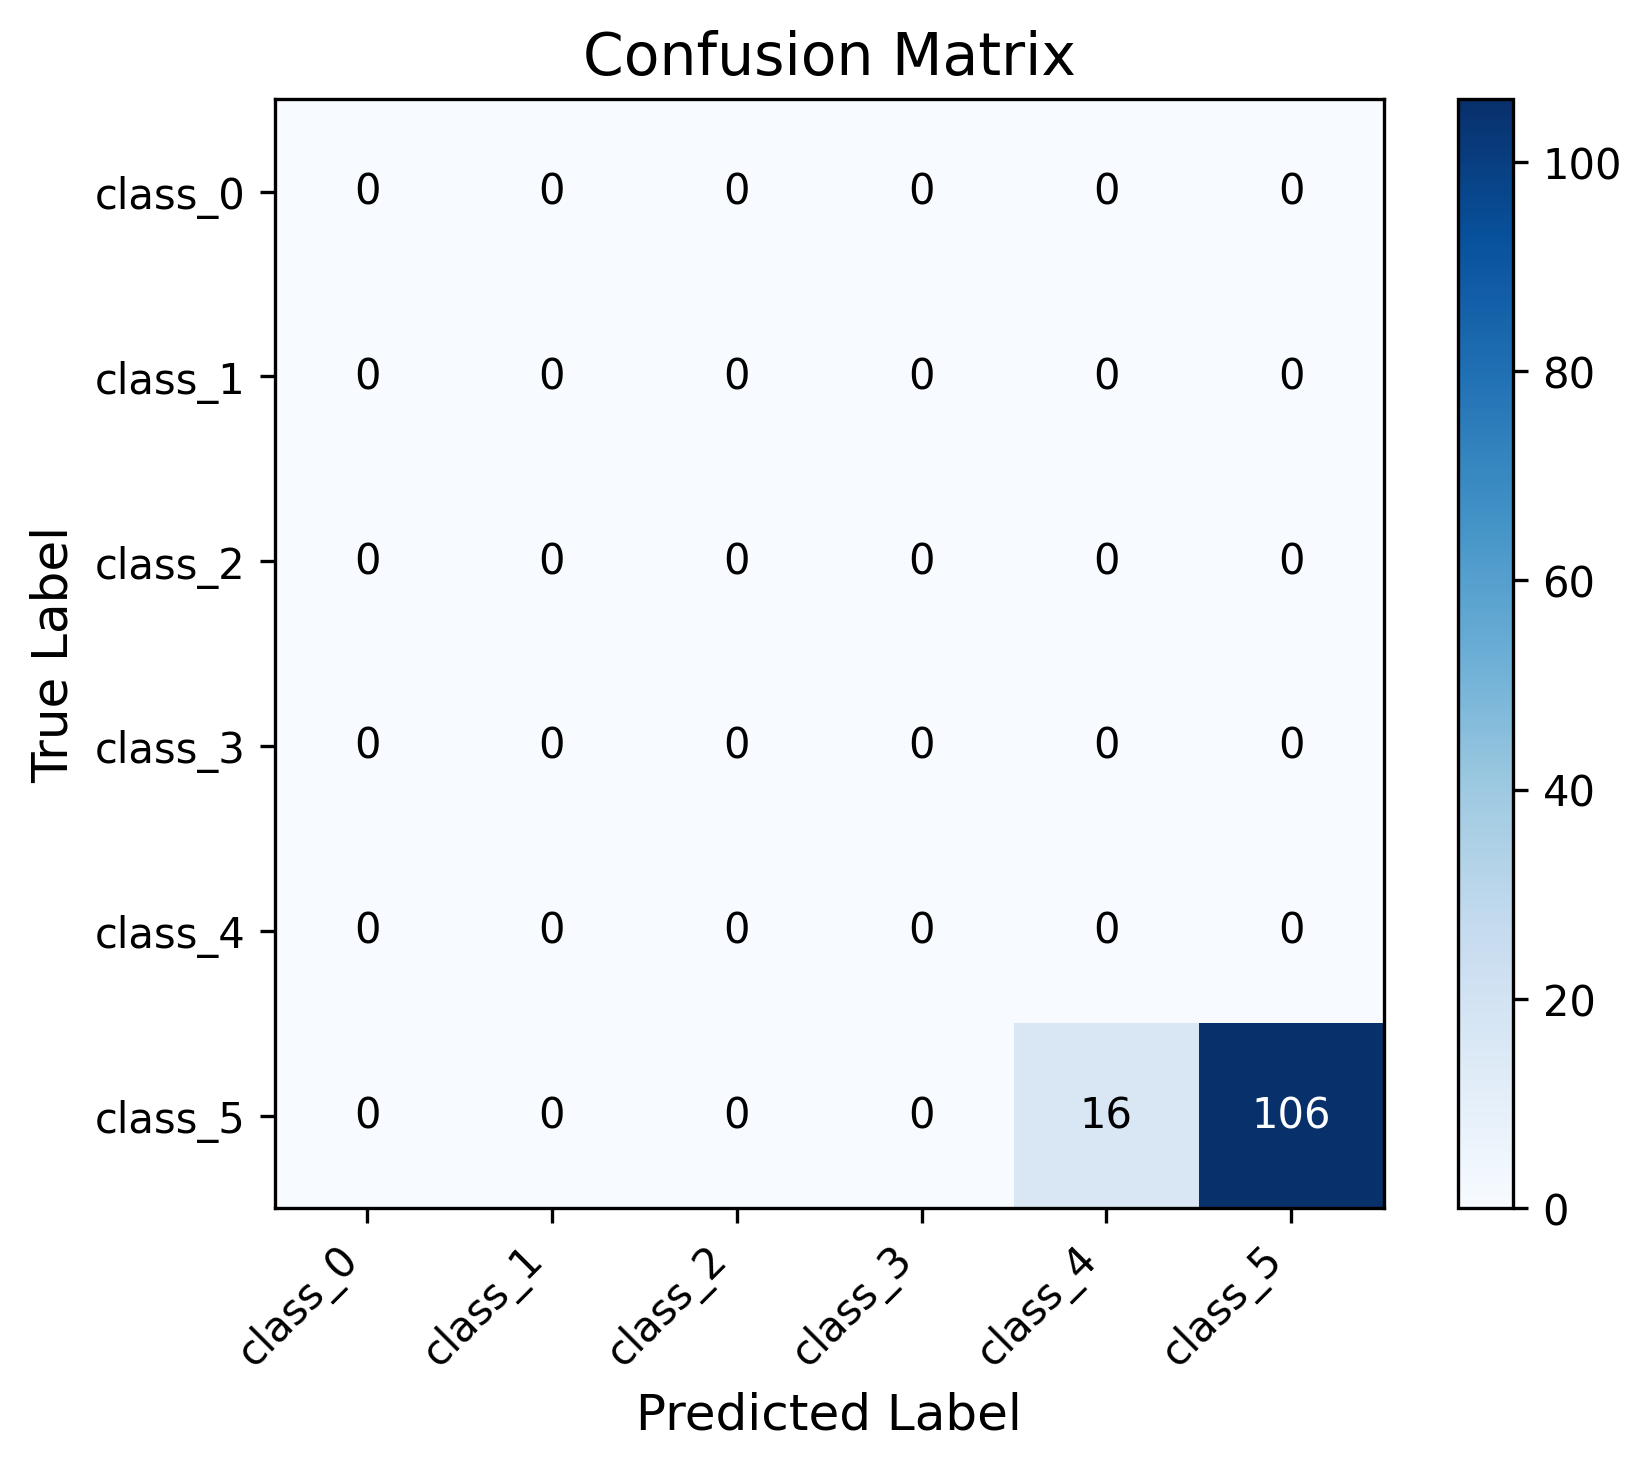 Confusion Matrix
True Label
class_0 0 0 0 0 0 0
class_1 0 0 0 0 0 0
class_2 0 0 0 0 0 0
class_3 0 0 0 0 0 0
class_4 0 0 0 0 0 0
class_5 0 0 0 0 16 106
class_0 class_1 class_2 class_3 class_4 class_5
Predicted Label
100
80
60
40
20
0